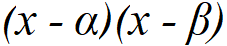 (x - α)(x - β)